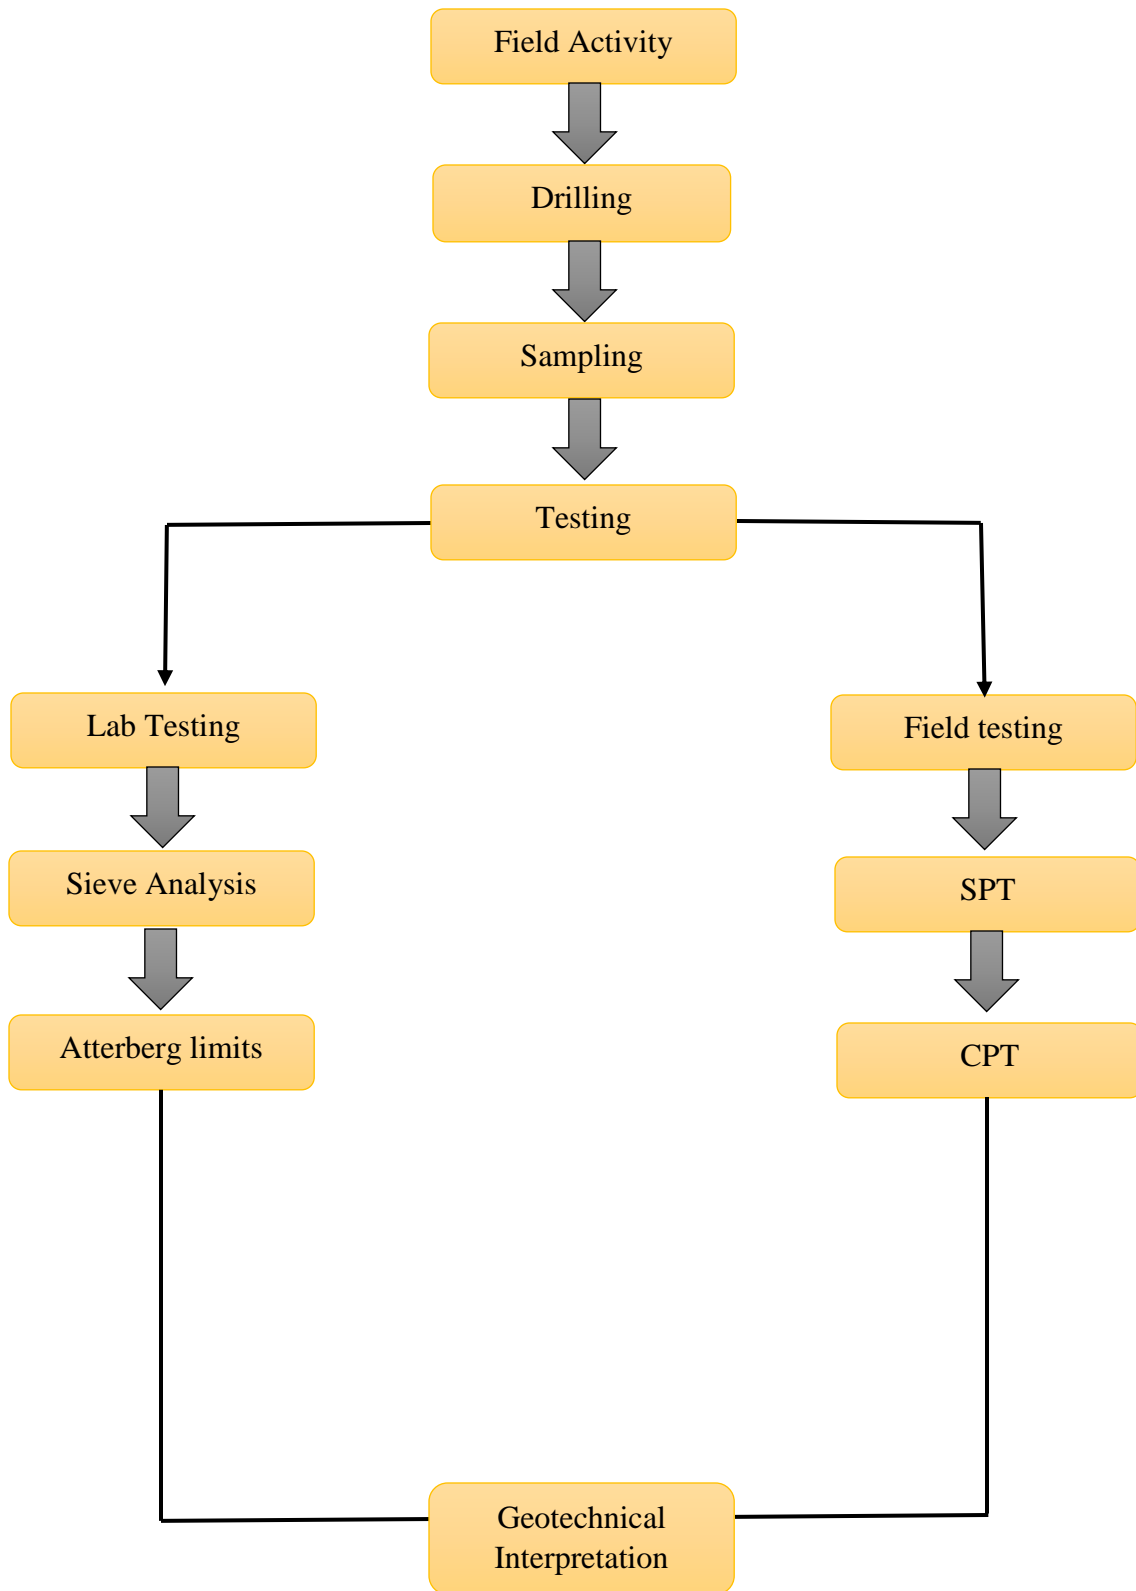 Field Activity
Drilling
Sampling
Testing
Lab Testing
Field testing
Sieve Analysis
SPT
Atterberg limits
CPT
Geotechnical
Interpretation